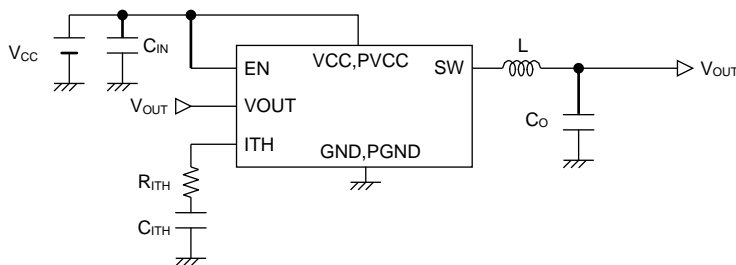 VCC
CIN
EN
VCC,PVCC
SW
L
VOUT
VOUT
VOUT
CO
ITH
GND,PGND
RITH
CITH